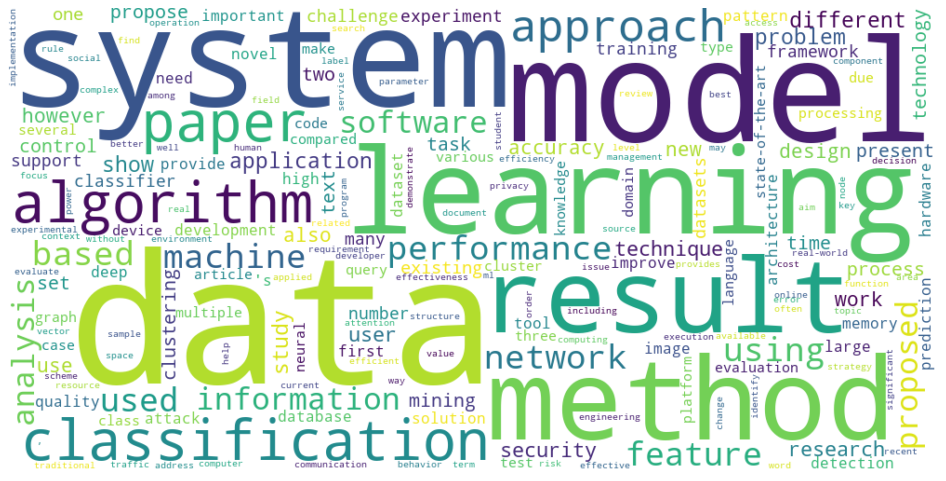 system
model
data
learning
method
result
classification
algorithm
approach
paper
based
machine
performance
network
information
used
using
feature
proposed
analysis
software
security
application
different
problem
technique
propose
one
important
challenge
experiment
operation
pattern
search
access
implementation
rule
social
find
novel
make
label
training
type
framework
component
technology
need
two
parameter
complex
among
field
service
review
best
due
processing
state-of-the-art
however
several
control
support
better
well
human
code
compared
student
efficiency
management
level
may
accuracy
new
design
present
decision
task
various
show
provide
classifier
high
text
program
dataset
demonstrate
privacy
knowledge
domain
datasets
architecture
aim
node
key
hardware
focus
power
device
real
development
related
document
source
experimental
context
without
environment
also
many
requirement
developer
existing
improve
provides
language
time
real-world
cost
process
evaluate
set
deep
article
's
applied
effectiveness
query
cluster
ml
issue
function
area
graph
multiple
vector
case
clustering
number
attention
structure
user
tool
order
including
three
computing
execution
available
online
error
often
topic
work
memory
prediction
use
sample
space
help
study
neural
first
efficient
value
image
evaluation
large
strategy
scheme
resource
current
way
quality
class
attack
database
solution
mining
engineering
platform
change
identify
significant
traditional
traffic
address
computer
communication
behavior
term
test
risk
effective
word
research
recent
detection